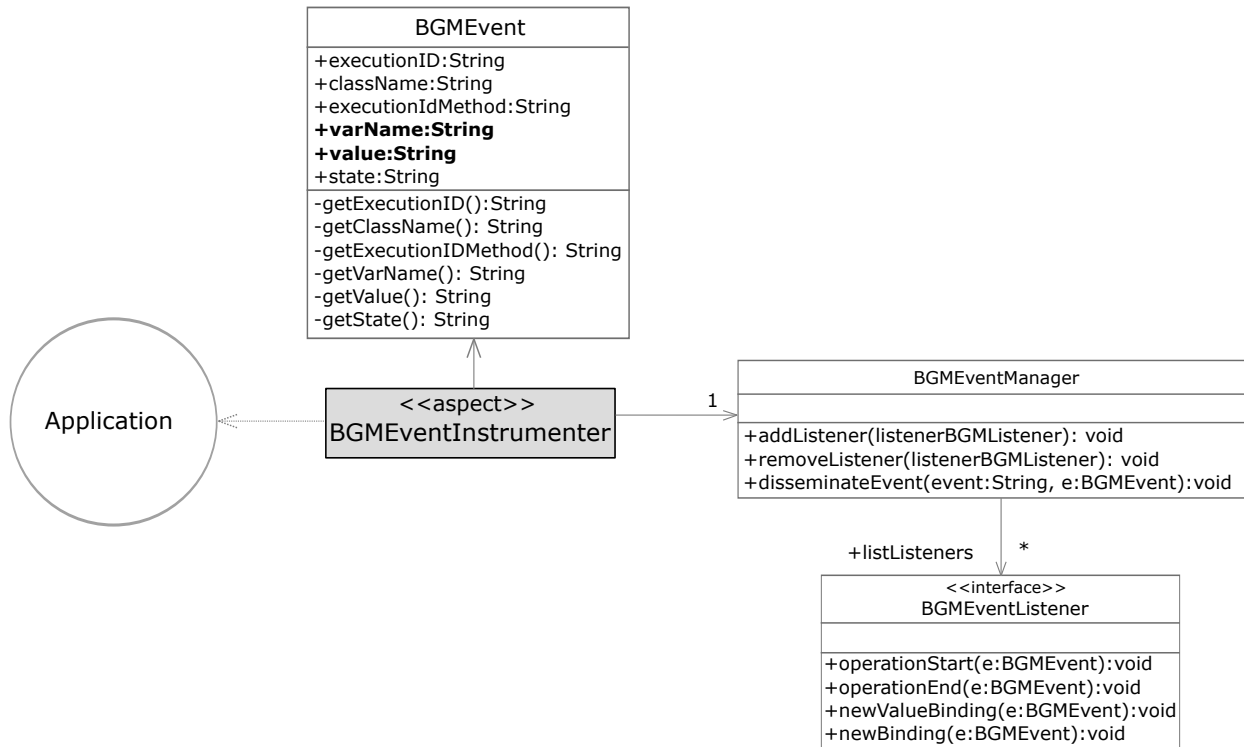 BGMEvent
+executionID:String
+className:String
+executionIdMethod:String
+varName:String
+value:String
+state:String
-getExecutionID():String
-getClassName(): String
-getExecutionIDMethod(): String
-getVarName(): String
-getValue(): String
-getState(): String
Application
<<aspect>>
BGMEventInstrumenter
1
BGMEventManager
+addListener(listenerBGMListener): void
+removeListener(listenerBGMListener): void
+disseminateEvent(event:String, e:BGMEvent):void
+listListeners
*
<<interface>>
BGMEventListener
+operationStart(e:BGMEvent):void
+operationEnd(e:BGMEvent):void
+newValueBinding(e:BGMEvent):void
+newBinding(e:BGMEvent):void